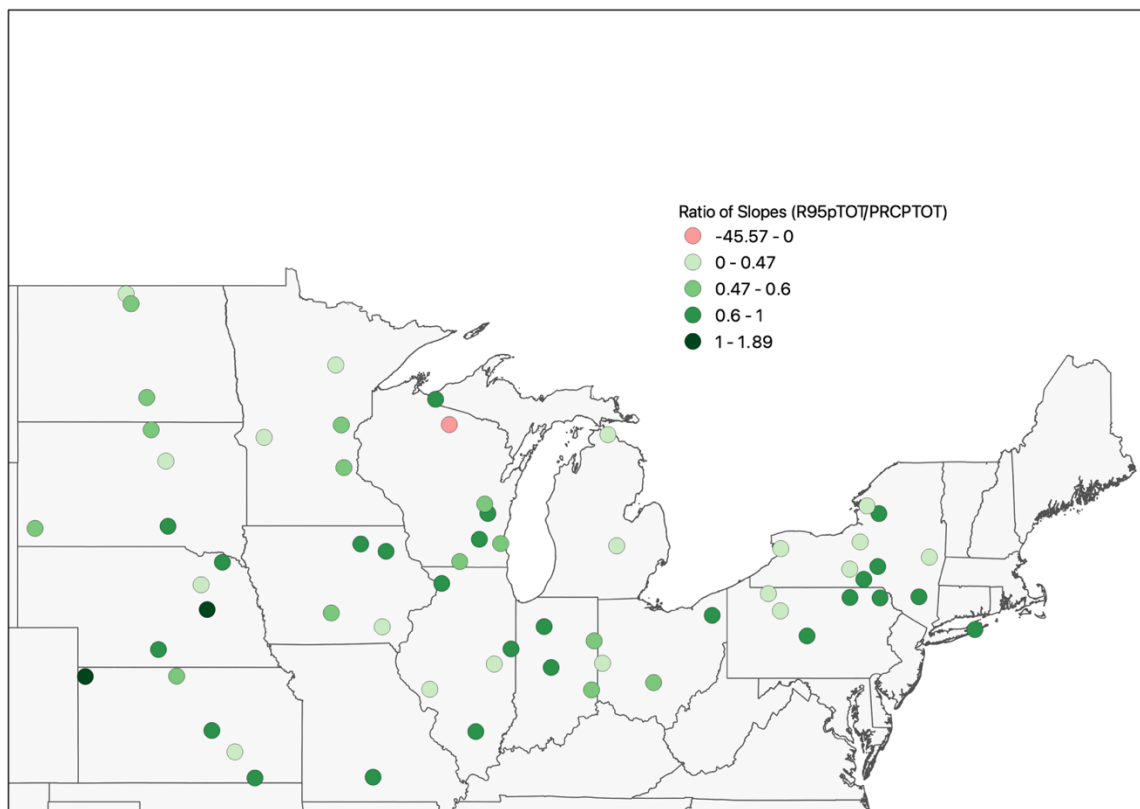 Ratio of Slopes (R95pTOT/PRCPTOT)
-45.57 - 0
0 - 0.47
0.47 - 0.6
0.6 - 1
1 - 1.89